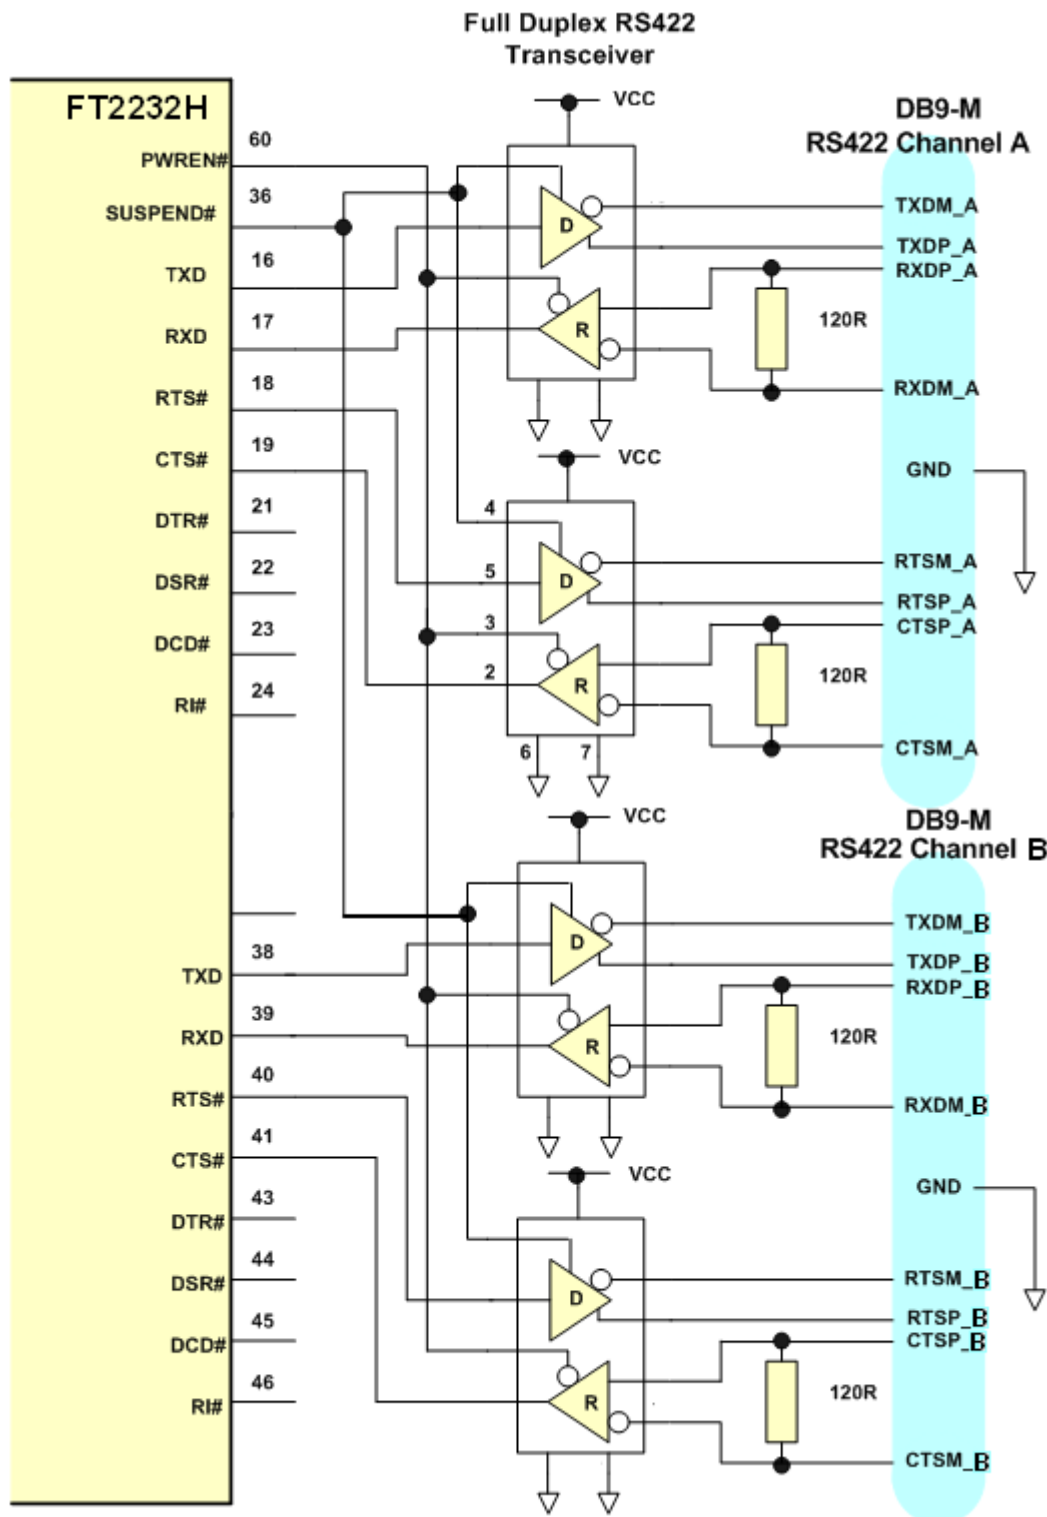 Full Duplex RS422
Transceiver
VCC
FT2232H
DB9-M
RS422 Channel A
60
PWREN#
36
SUSPEND#
16
TXD
17
RXD
18
RTS#
19
CTS#
21
DTR#
22
DSR#
23
DCD#
24
RI#
D
R
TXDM_A
TXDP_A
RXDP_A
120R
RXDM_A
VCC
GND
4
5
3
2
6
7
D
R
RTSM_A
RTSP_A
CTSP_A
120R
CTSM_A
VCC
DB9-M
RS422 Channel B
38
TXD
39
RXD
40
RTS#
41
CTS#
43
DTR#
44
DSR#
45
DCD#
46
RI#
D
R
TXDM_B
TXDP_B
RXDP_B
120R
RXDM_B
VCC
GND
D
R
RTSM_B
RTSP_B
CTSP_B
120R
CTSM_B